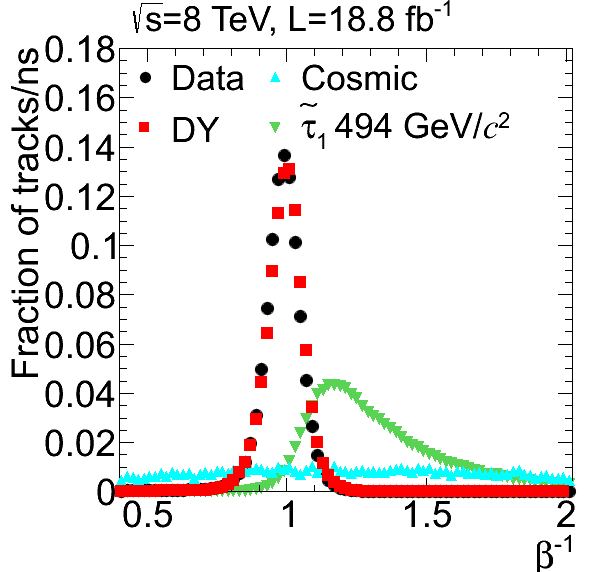 √s=8 TeV, L=18.8 fb⁻¹
Fraction of tracks/ns
0.18
0.16
0.14
0.12
0.1
0.08
0.06
0.04
0.02
0
Data
Cosmic
DY
τ̃₁ 494 GeV/c²
0.5 1 1.5 2
β⁻¹